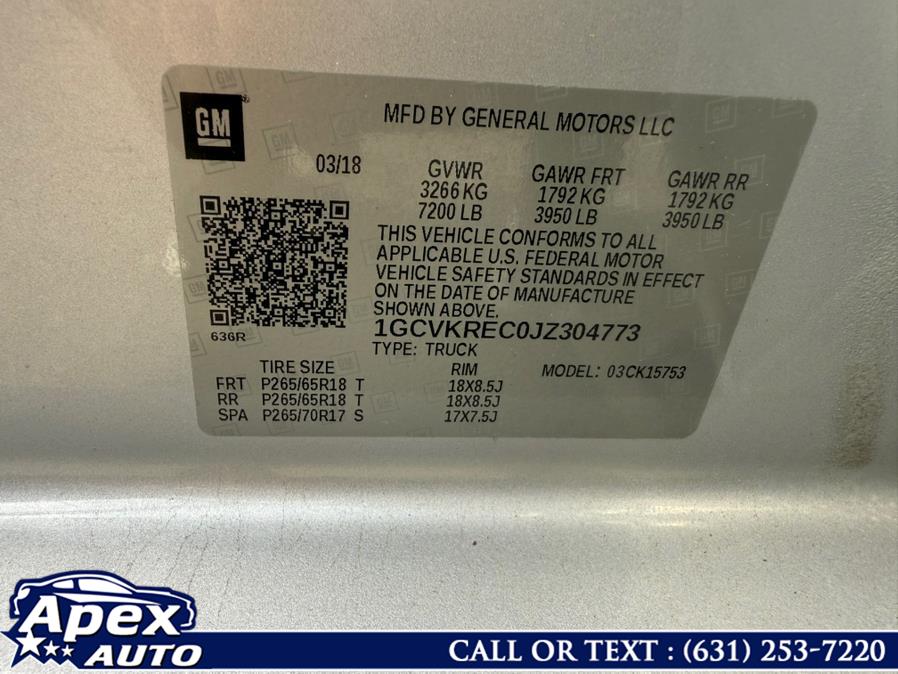 GM
MFD BY GENERAL MOTORS LLC
03/18 GVWR GAWR FRT GAWR RR
3266 KG 1792 KG 1792 KG
7200 LB 3950 LB 3950 LB
THIS VEHICLE CONFORMS TO ALL
APPLICABLE U.S. FEDERAL MOTOR
VEHICLE SAFETY STANDARDS IN EFFECT
ON THE DATE OF MANUFACTURE
SHOWN ABOVE.
636R
1GCVKREC0JZ304773
TYPE: TRUCK
TIRE SIZE RIM MODEL: 03CK15753
FRT P265/65R18 T 18X8.5J
RR P265/65R18 T 18X8.5J
SPA P265/70R17 S 17X7.5J
APEX
AUTO
CALL OR TEXT : (631) 253-7220